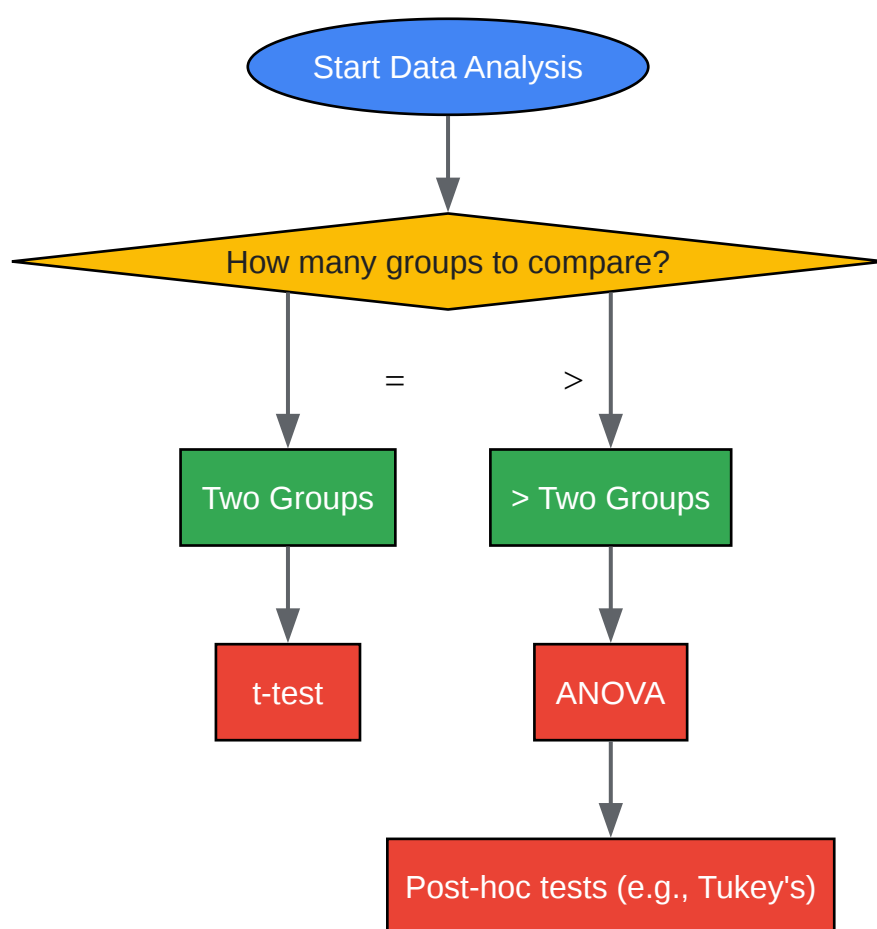 Start Data Analysis
How many groups to compare?
= >
Two Groups
> Two Groups
t-test
ANOVA
Post-hoc tests (e.g., Tukey's)